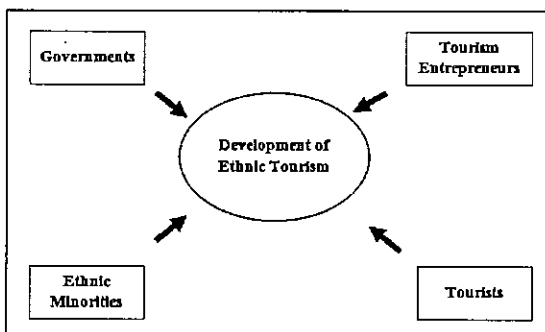 Governments
Tourism
Entrepreneurs
Development of
Ethnic Tourism
Ethnic
Minorities
Tourists